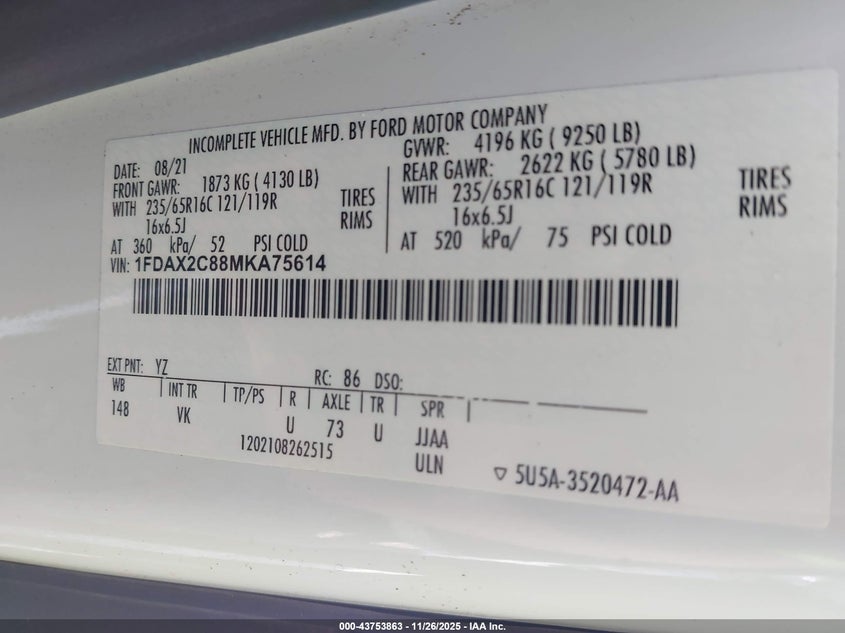 INCOMPLETE VEHICLE MFD. BY FORD MOTOR COMPANY
DATE: 08/21
GVWR: 4196 KG ( 9250 LB)
FRONT GAWR: 1873 KG ( 4130 LB)
REAR GAWR: 2622 KG ( 5780 LB)
WITH 235/65R16C 121/119R TIRES
WITH 235/65R16C 121/119R TIRES
16x6.5J RIMS
16x6.5J RIMS
AT 360 kPa/ 52 PSI COLD
AT 520 kPa/ 75 PSI COLD
VIN: 1FDAX2C88MKA75614
EXT PNT: YZ RC: 86 DSO:
WB INT TR TP/PS R AXLE TR SPR
148 VK U 73 U JJAA
1202108262515 ULN
5U5A-3520472-AA
000-43753863 - 11/26/2025 - IAA Inc.